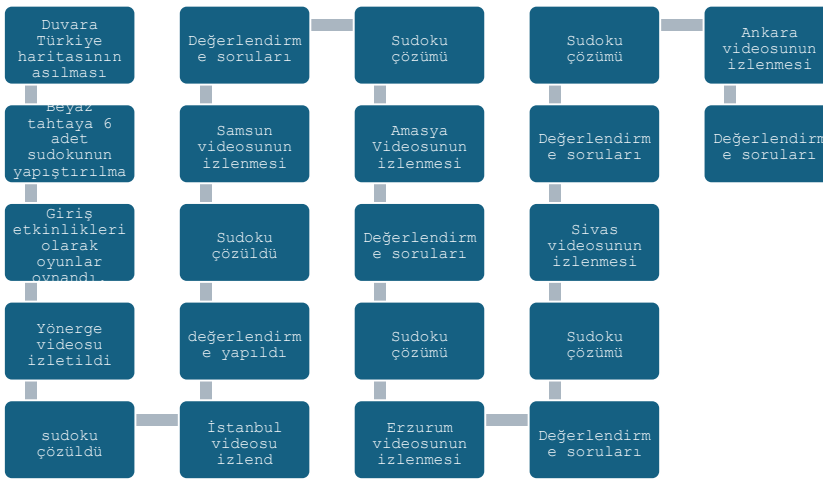 Duvara
Türkiye
haritasının
asılması
Beyaz
tahtaya 6
adet
sudokunun
yapıştırılma
Giriş
etkinlikleri
olarak
oyunlar
oynandı.
Yönerge
videosu
izletildi
sudoku
çözüldü
İstanbul
videosu
izlend
değerlendirm
e yapıldı
Sudoku
çözüldü
Samsun
videosunun
izlenmesi
Değerlendirm
e soruları
Sudoku
çözümü
Amasya
Videosunun
izlenmesi
Değerlendirm
e soruları
Sudoku
çözümü
Erzurum
videosunun
izlenmesi
Değerlendirm
e soruları
Sudoku
çözümü
Sivas
videosunun
izlenmesi
Değerlendirm
e soruları
Sudoku
çözümü
Ankara
videosunun
izlenmesi
Değerlendirm
e soruları